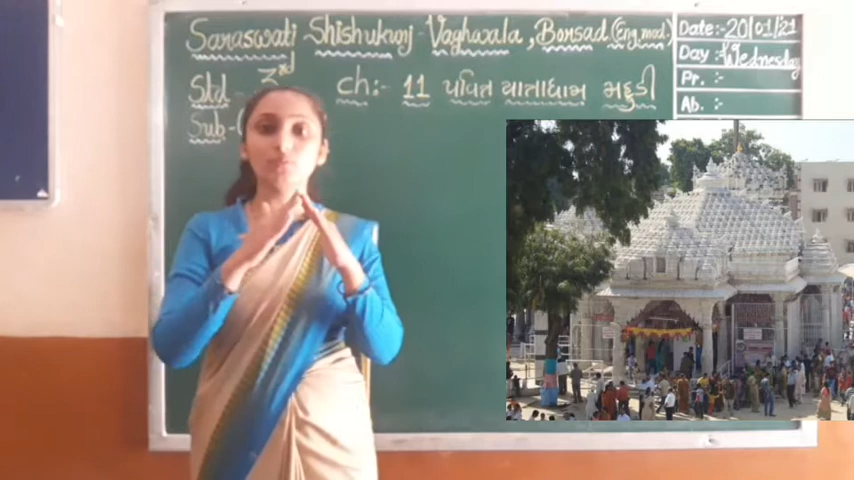 Saraswati Shishukunj Vaghwala, Borsad (Eng. med.)
Std - 3rd
ch:- 11 પવિત્ર યાત્રાધામ મહુડી
Sub-
Date:-20/01/21
Day :-Wednesday
Pr. :-
Ab. :-